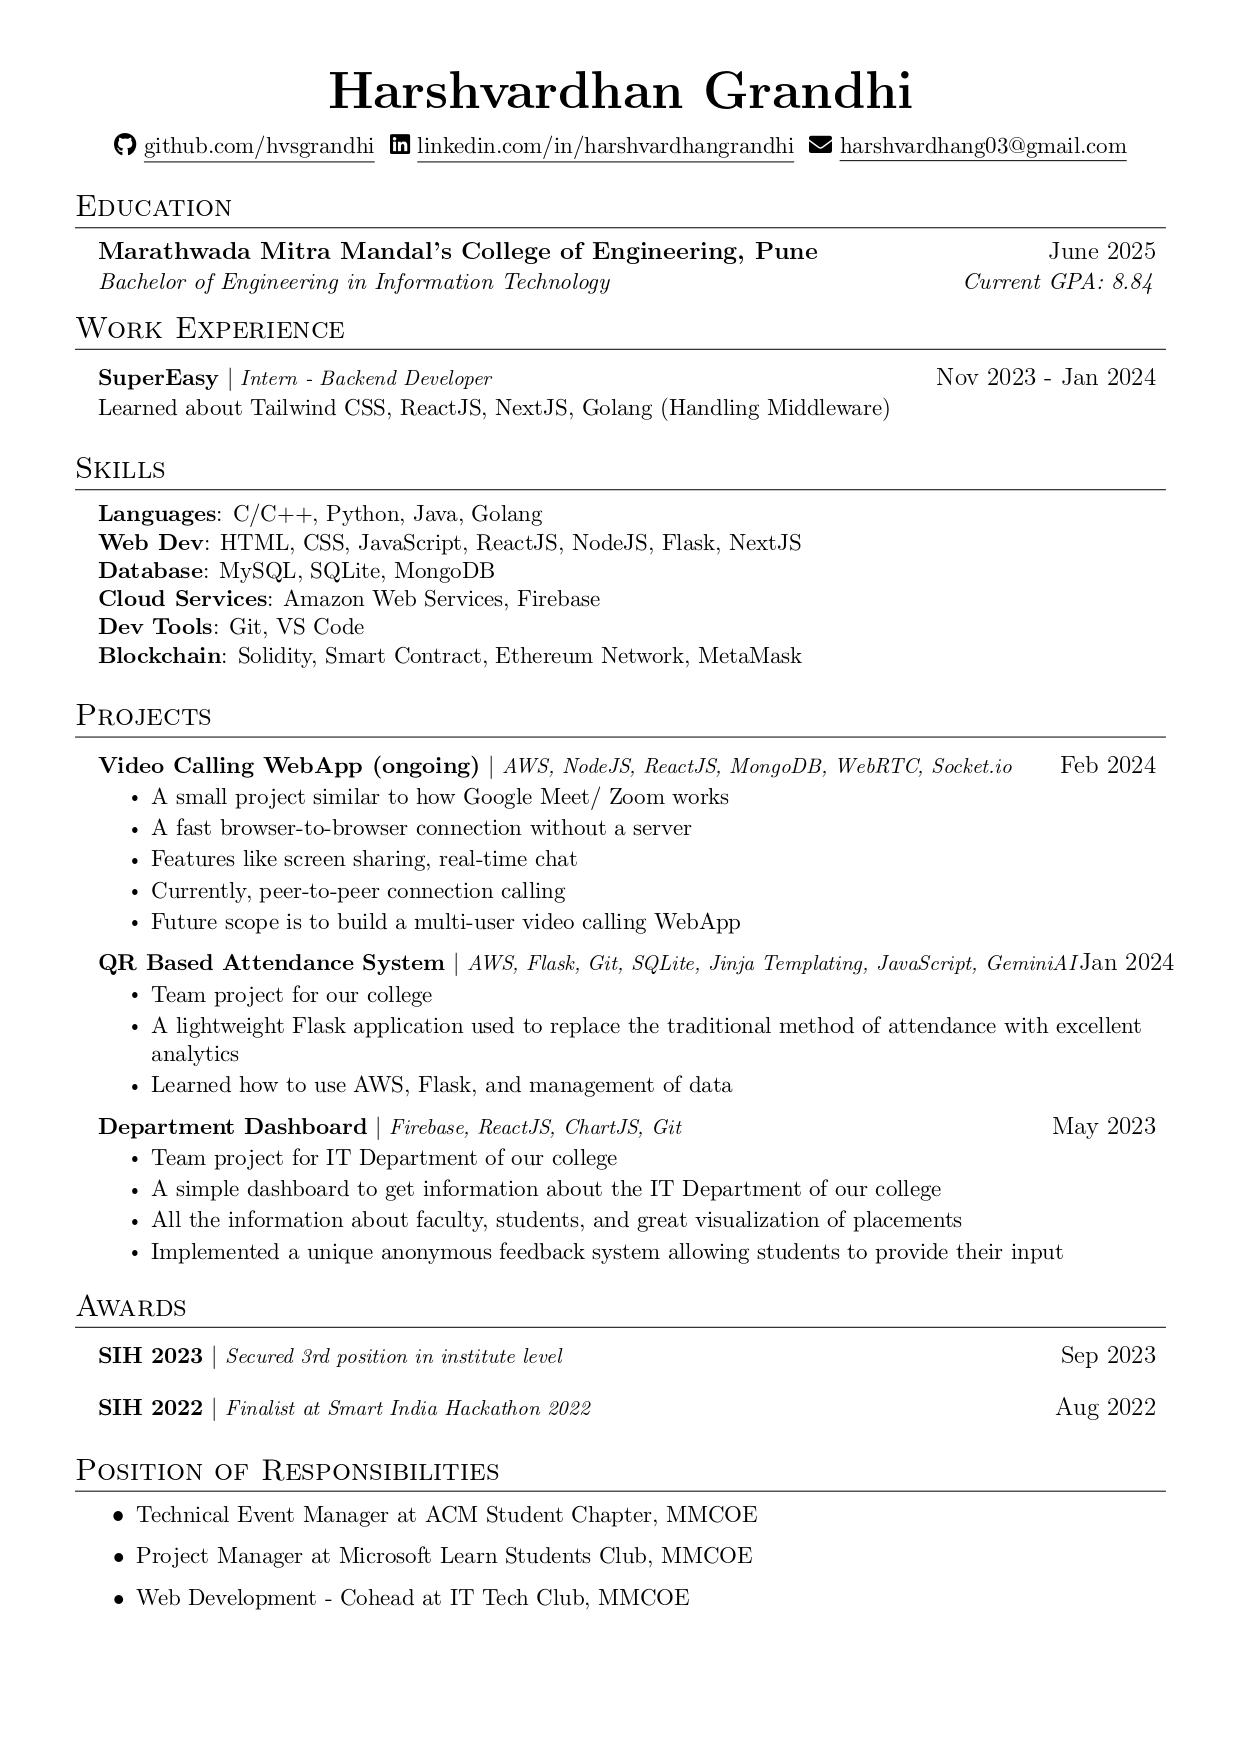 Harshvardhan Grandhi
github.com/hvsgrandhi linkedin.com/in/harshvardhangrandhi harshvardhang03@gmail.com
Education
Marathwada Mitra Mandal's College of Engineering, Pune June 2025
Bachelor of Engineering in Information Technology Current GPA: 8.84
Work Experience
SuperEasy | Intern - Backend Developer Nov 2023 - Jan 2024
Learned about Tailwind CSS, ReactJS, NextJS, Golang (Handling Middleware)
Skills
Languages: C/C++, Python, Java, Golang
Web Dev: HTML, CSS, JavaScript, ReactJS, NodeJS, Flask, NextJS
Database: MySQL, SQLite, MongoDB
Cloud Services: Amazon Web Services, Firebase
Dev Tools: Git, VS Code
Blockchain: Solidity, Smart Contract, Ethereum Network, MetaMask
Projects
Video Calling WebApp (ongoing) | AWS, NodeJS, ReactJS, MongoDB, WebRTC, Socket.io Feb 2024
• A small project similar to how Google Meet/ Zoom works
• A fast browser-to-browser connection without a server
• Features like screen sharing, real-time chat
• Currently, peer-to-peer connection calling
• Future scope is to build a multi-user video calling WebApp
QR Based Attendance System | AWS, Flask, Git, SQLite, Jinja Templating, JavaScript, GeminiAI Jan 2024
• Team project for our college
• A lightweight Flask application used to replace the traditional method of attendance with excellent
analytics
• Learned how to use AWS, Flask, and management of data
Department Dashboard | Firebase, ReactJS, ChartJS, Git May 2023
• Team project for IT Department of our college
• A simple dashboard to get information about the IT Department of our college
• All the information about faculty, students, and great visualization of placements
• Implemented a unique anonymous feedback system allowing students to provide their input
Awards
SIH 2023 | Secured 3rd position in institute level Sep 2023
SIH 2022 | Finalist at Smart India Hackathon 2022 Aug 2022
Position of Responsibilities
• Technical Event Manager at ACM Student Chapter, MMCOE
• Project Manager at Microsoft Learn Students Club, MMCOE
• Web Development - Cohead at IT Tech Club, MMCOE